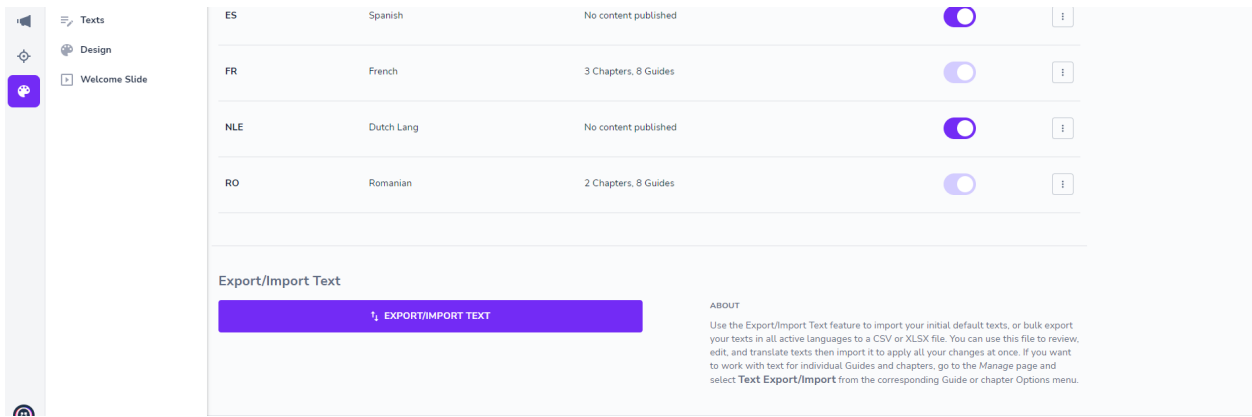 Texts
Design
Welcome Slide
ES Spanish No content published
FR French 3 Chapters, 8 Guides
NLE Dutch Lang No content published
RO Romanian 2 Chapters, 8 Guides
Export/Import Text
EXPORT/IMPORT TEXT
ABOUT
Use the Export/Import Text feature to import your initial default texts, or bulk export
your texts in all active languages to a CSV or XLSX file. You can use this file to review,
edit, and translate texts then import it to apply all your changes at once. If you want
to work with text for individual Guides and chapters, go to the Manage page and
select Text Export/Import from the corresponding Guide or chapter Options menu.